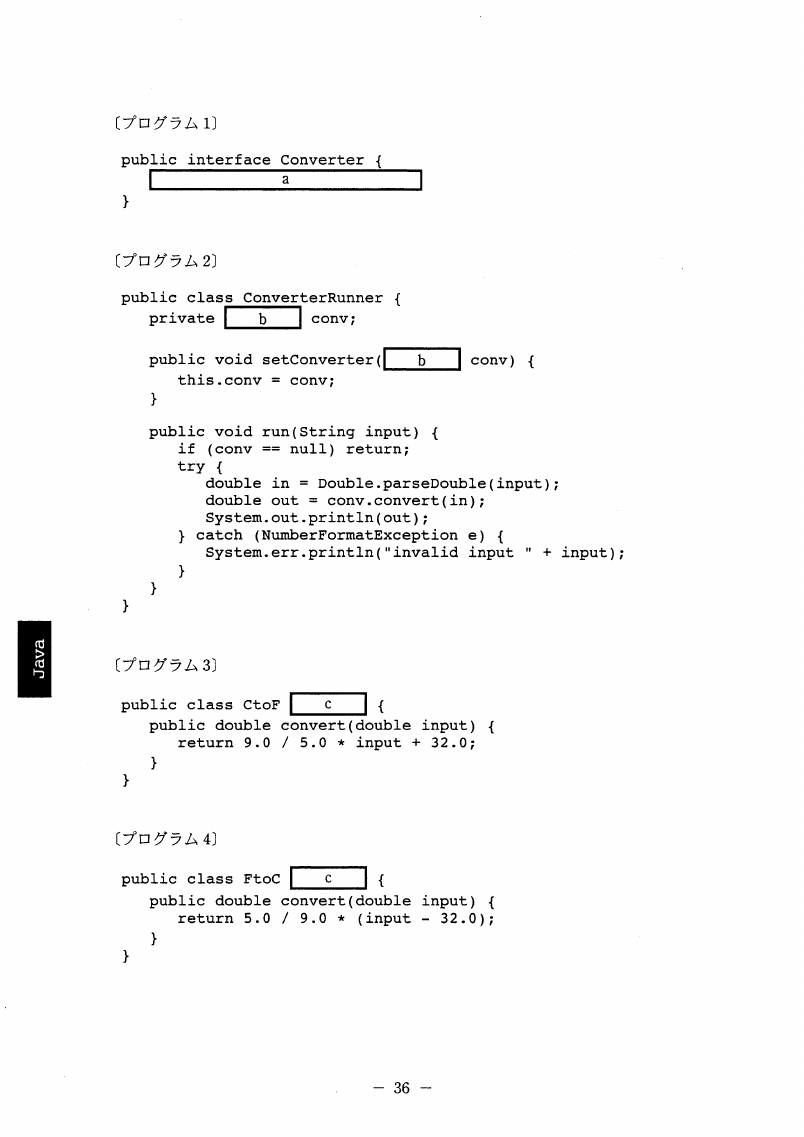 〔プログラム 1〕
public interface Converter {
a
}
〔プログラム 2〕
public class ConverterRunner {
private b conv;
public void setConverter( b conv) {
this.conv = conv;
}
public void run(String input) {
if (conv == null) return;
try {
double in = Double.parseDouble(input);
double out = conv.convert(in);
System.out.println(out);
} catch (NumberFormatException e) {
System.err.println("invalid input " + input);
}
}
}
Java
〔プログラム 3〕
public class CtoF c {
public double convert(double input) {
return 9.0 / 5.0 * input + 32.0;
}
}
〔プログラム 4〕
public class FtoC c {
public double convert(double input) {
return 5.0 / 9.0 * (input - 32.0);
}
}
— 36 —